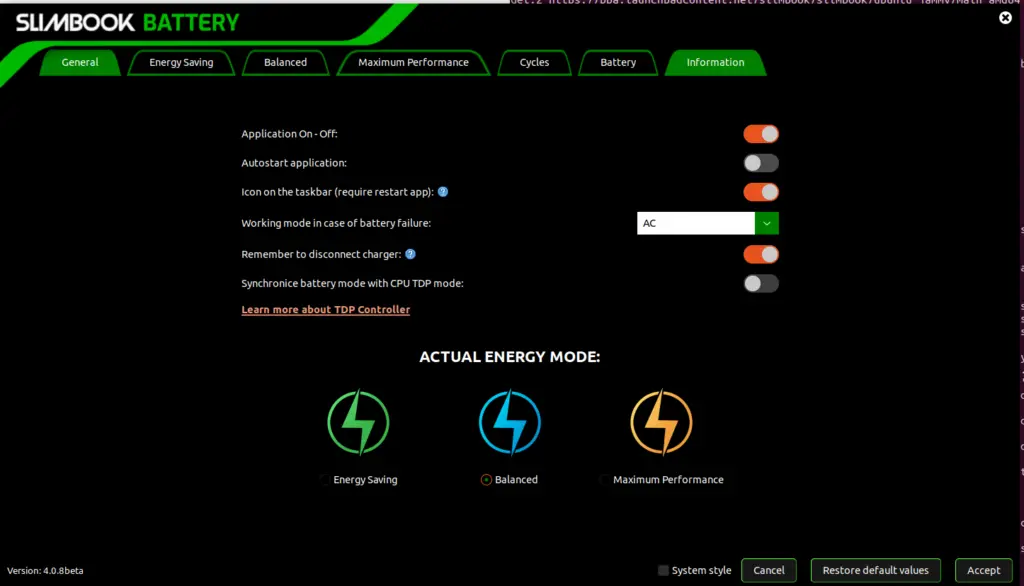 SLIMBOOK BATTERY
General
Energy Saving
Balanced
Maximum Performance
Cycles
Battery
Information
Application On - Off:
Autostart application:
Icon on the taskbar (require restart app):
Working mode in case of battery failure:
AC
Remember to disconnect charger:
Synchronice battery mode with CPU TDP mode:
Learn more about TDP Controller
ACTUAL ENERGY MODE:
Energy Saving
Balanced
Maximum Performance
Version: 4.0.8beta
System style
Cancel
Restore default values
Accept